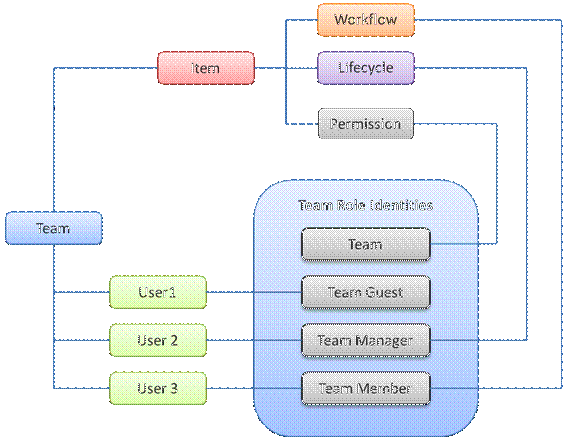 Workflow
Item
Lifecycle
Permission
Team Role Identities
Team
Team
User1
Team Guest
User 2
Team Manager
User 3
Team Member